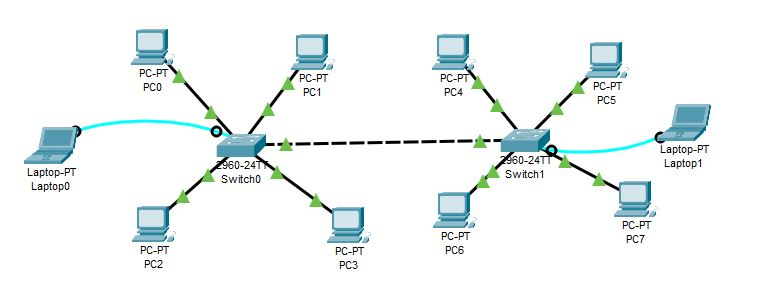 PC-PT
PC0
PC-PT
PC1
PC-PT
PC4
PC-PT
PC5
Laptop-PT
Laptop0
2960-24TT
Switch0
2960-24TT
Switch1
Laptop-PT
Laptop1
PC-PT
PC2
PC-PT
PC3
PC-PT
PC6
PC-PT
PC7